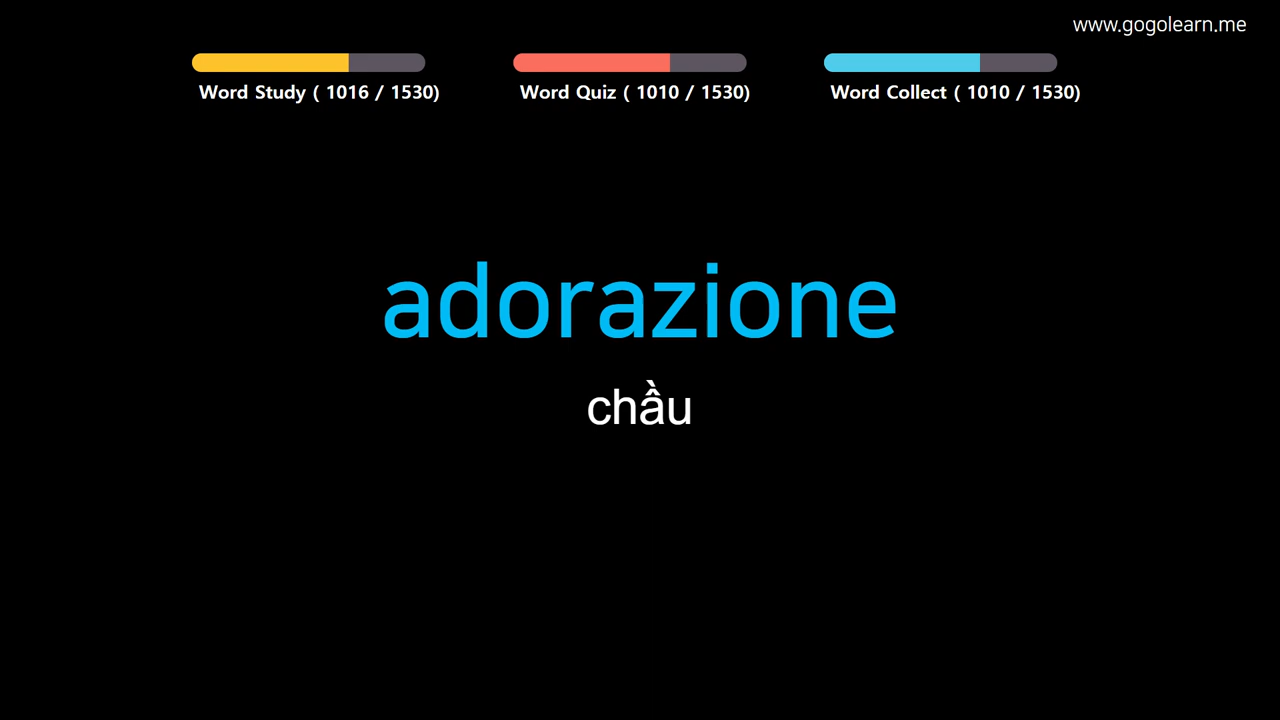 www.gogolearn.me
Word Study ( 1016 / 1530)
Word Quiz ( 1010 / 1530)
Word Collect ( 1010 / 1530)
adorazione
chầu